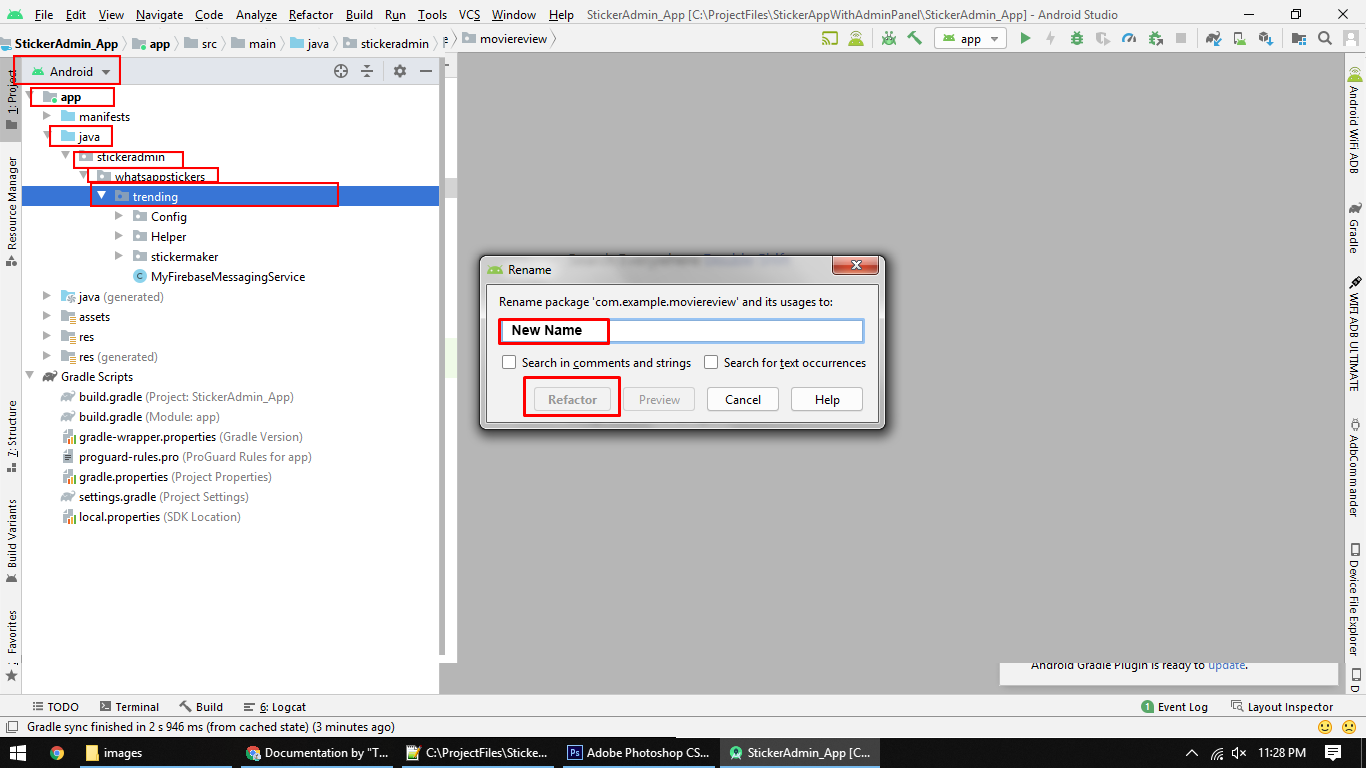 File Edit View Navigate Code Analyze Refactor Build Run Tools VCS Window Help StickerAdmin_App [C:\ProjectFiles\StickerAppWithAdminPanel\StickerAdmin_App] - Android Studio
StickerAdmin_App app src main java stickeradmin moviereview app
1: Project
Resource Manager
7: Structure
Build Variants
Favorites
Android
app
manifests
java
stickeradmin
whatsappstickers
trending
Config
Helper
stickermaker
C MyFirebaseMessagingService
java (generated)
assets
res
res (generated)
Gradle Scripts
build.gradle (Project: StickerAdmin_App)
build.gradle (Module: app)
gradle-wrapper.properties (Gradle Version)
proguard-rules.pro (ProGuard Rules for app)
gradle.properties (Project Properties)
settings.gradle (Project Settings)
local.properties (SDK Location)
Rename
Rename package 'com.example.moviereview' and its usages to:
New Name
Search in comments and strings Search for text occurrences
Refactor Preview Cancel Help
Android WiFi ADB
Gradle
WIFI ADB ULTIMATE
AdbCommander
Device File Explorer
D
Android Gradle Plugin is ready to update.
TODO Terminal Build 6: Logcat 1 Event Log Layout Inspector
Gradle sync finished in 2 s 946 ms (from cached state) (3 minutes ago)
images Documentation by "T... C:\ProjectFiles\Sticke... Ps Adobe Photoshop CS... StickerAdmin_App [C... 11:28 PM